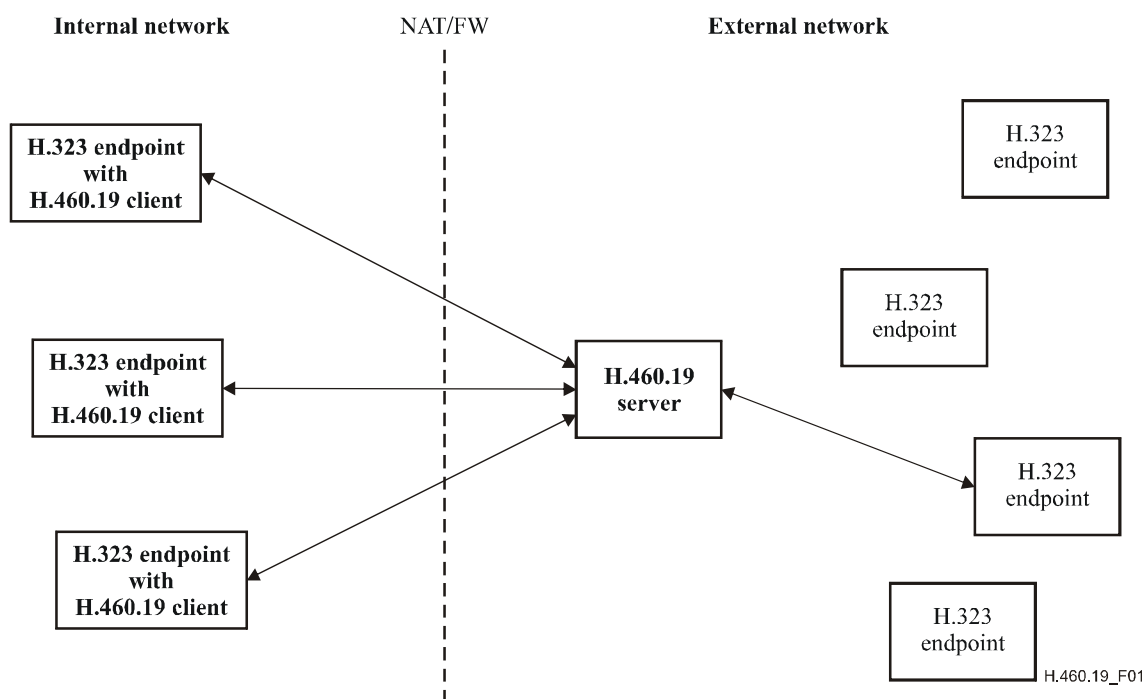 Internal network
NAT/FW
External network
H.323 endpoint
with
H.460.19 client
H.323
endpoint
H.323
endpoint
H.323 endpoint
with
H.460.19 client
H.460.19
server
H.323
endpoint
H.323 endpoint
with
H.460.19 client
H.323
endpoint
H.460.19_F01